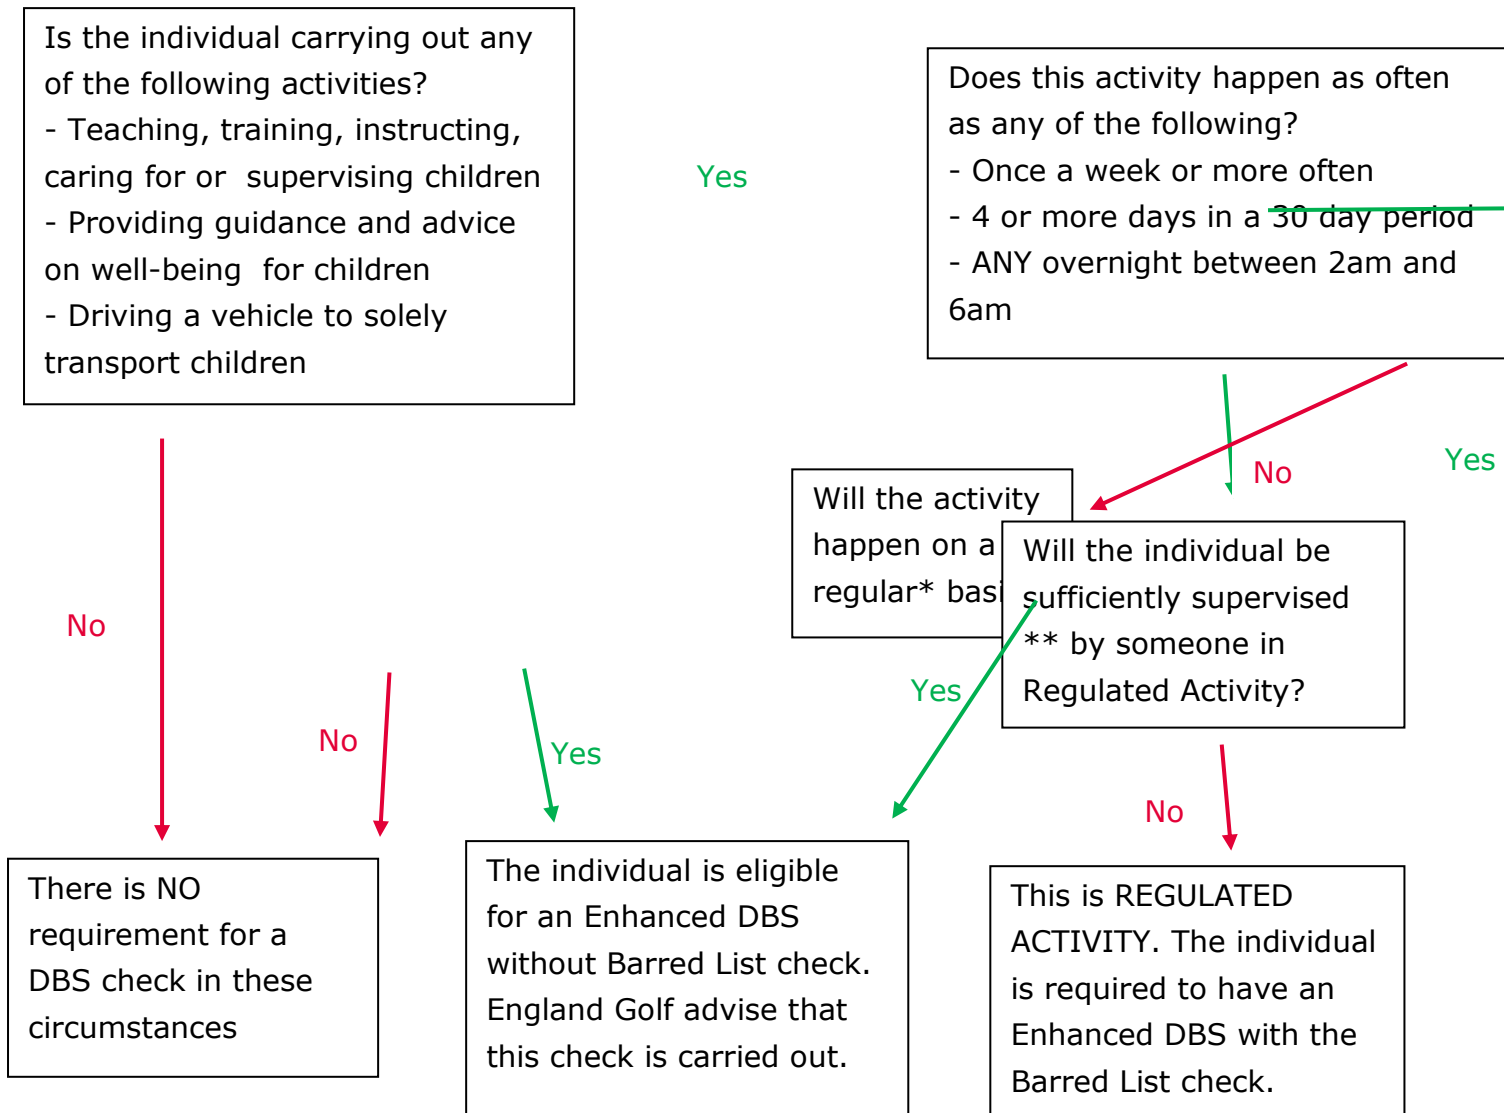 Is the individual carrying out any
of the following activities?
- Teaching, training, instructing,
caring for or supervising children
- Providing guidance and advice
on well-being for children
- Driving a vehicle to solely
transport children
Yes
Does this activity happen as often
as any of the following?
- Once a week or more often
- 4 or more days in a 30 day period
- ANY overnight between 2am and
6am
No
Yes
Will the activity
happen on a
regular* basi
Will the individual be
sufficiently supervised
** by someone in
Regulated Activity?
No
Yes
No
Yes
No
There is NO
requirement for a
DBS check in these
circumstances
The individual is eligible
for an Enhanced DBS
without Barred List check.
England Golf advise that
this check is carried out.
This is REGULATED
ACTIVITY. The individual
is required to have an
Enhanced DBS with the
Barred List check.